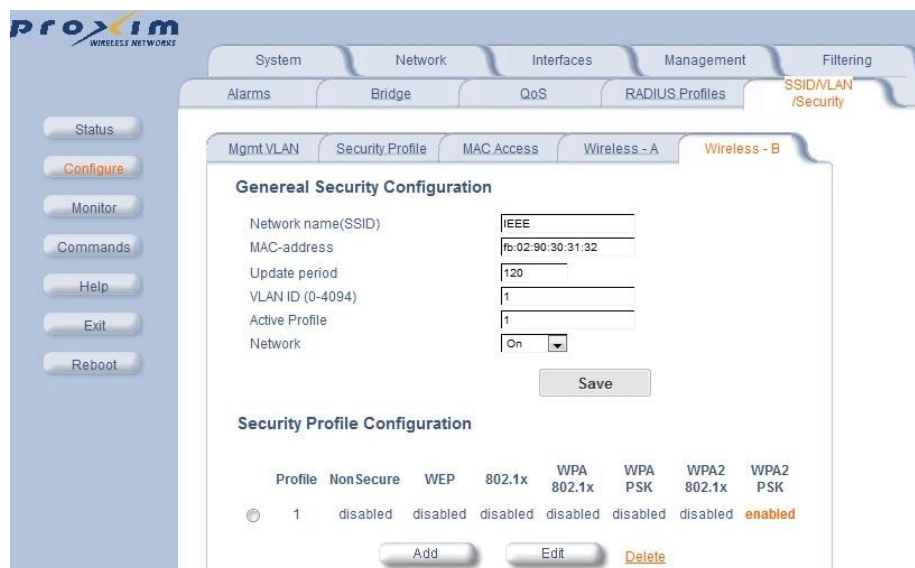 proxim
WIRELESS NETWORKS
System Network Interfaces Management Filtering
Alarms Bridge QoS RADIUS Profiles SSID/VLAN
/Security
Status
Configure
Monitor
Commands
Help
Exit
Reboot
Mgmt VLAN Security Profile MAC Access Wireless - A Wireless - B
Genereal Security Configuration
Network name(SSID) IEEE
MAC-address fb:02:90:30:31:32
Update period 120
VLAN ID (0-4094) 1
Active Profile 1
Network On
Save
Security Profile Configuration
Profile Non Secure WEP 802.1x WPA 802.1x WPA PSK WPA2 802.1x WPA2 PSK
1 disabled disabled disabled disabled disabled disabled enabled
Add Edit Delete